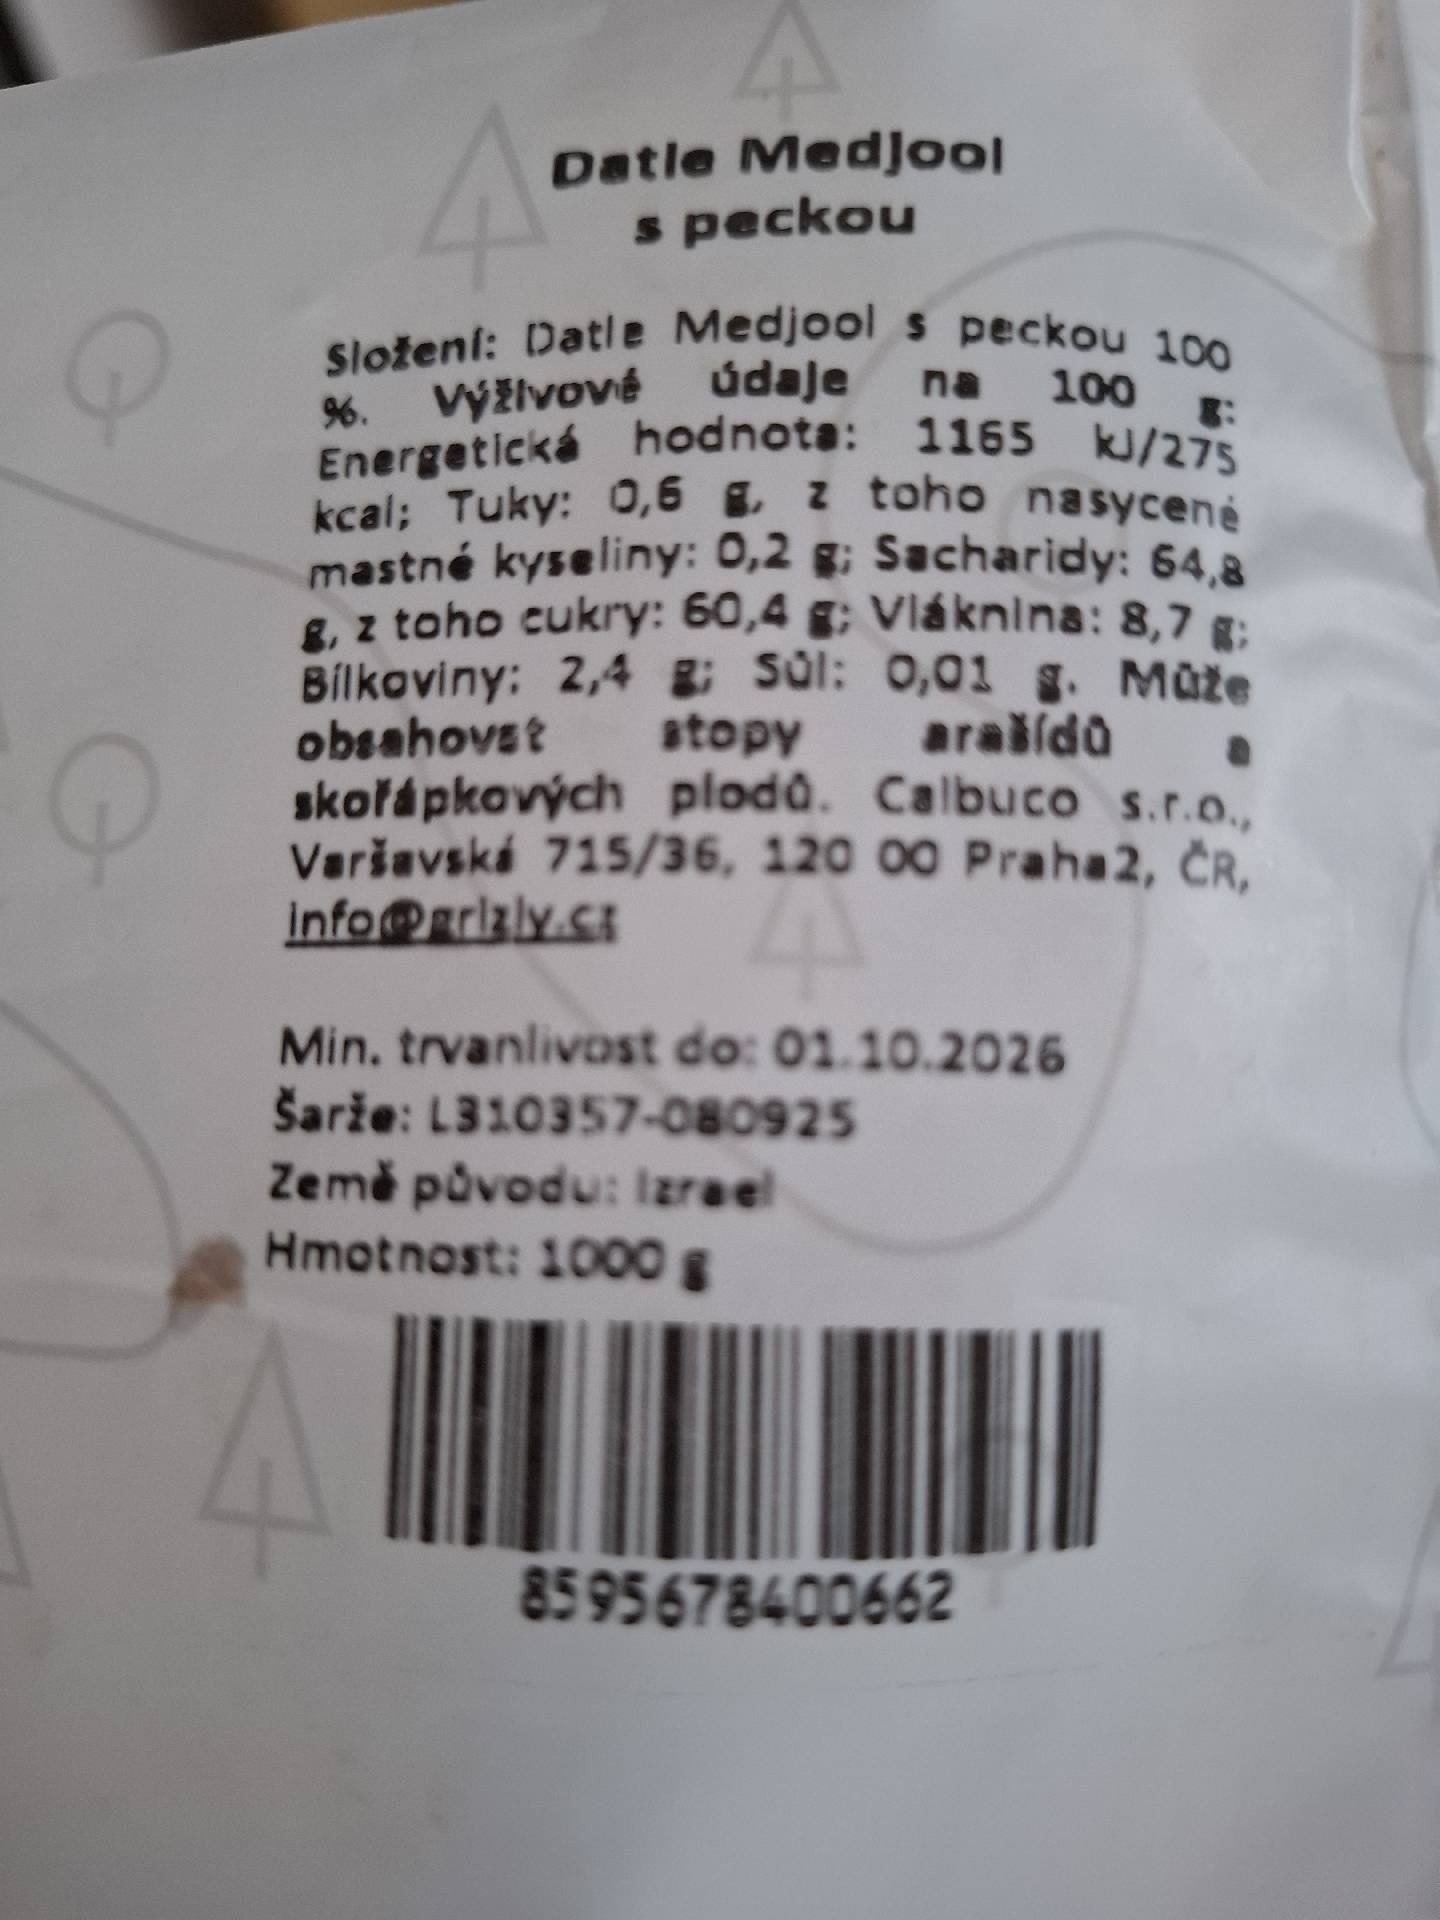 Datle Medjool
s peckou
Složení: Datle Medjool s peckou 100
%. Výživové údaje na 100 g:
Energetická hodnota: 1165 kJ/275
kcal; Tuky: 0,6 g, z toho nasycené
mastné kyseliny: 0,2 g; Sacharidy: 64,8
g, z toho cukry: 60,4 g; Vláknina: 8,7 g;
Bílkoviny: 2,4 g; Sůl: 0,01 g. Může
obsahovat stopy arašídů a
skořápkových plodů. Calbuco s.r.o.,
Varšavská 715/36, 120 00 Praha2, ČR,
info@grizly.cz
Min. trvanlivost do: 01.10.2026
Šarže: L310357-080925
Země původu: Izrael
Hmotnost: 1000 g
8595678400662